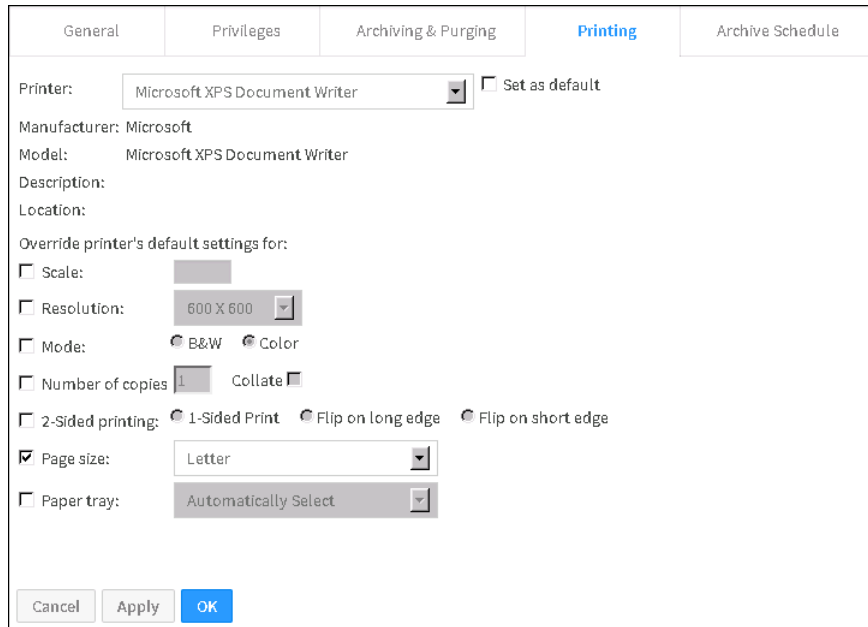 General Privileges Archiving & Purging Printing Archive Schedule
Printer: Microsoft XPS Document Writer Set as default
Manufacturer: Microsoft
Model: Microsoft XPS Document Writer
Description:
Location:
Override printer's default settings for:
Scale:
Resolution: 600 X 600
Mode: B&W Color
Number of copies 1 Collate
2-Sided printing: 1-Sided Print Flip on long edge Flip on short edge
Page size: Letter
Paper tray: Automatically Select
Cancel Apply OK